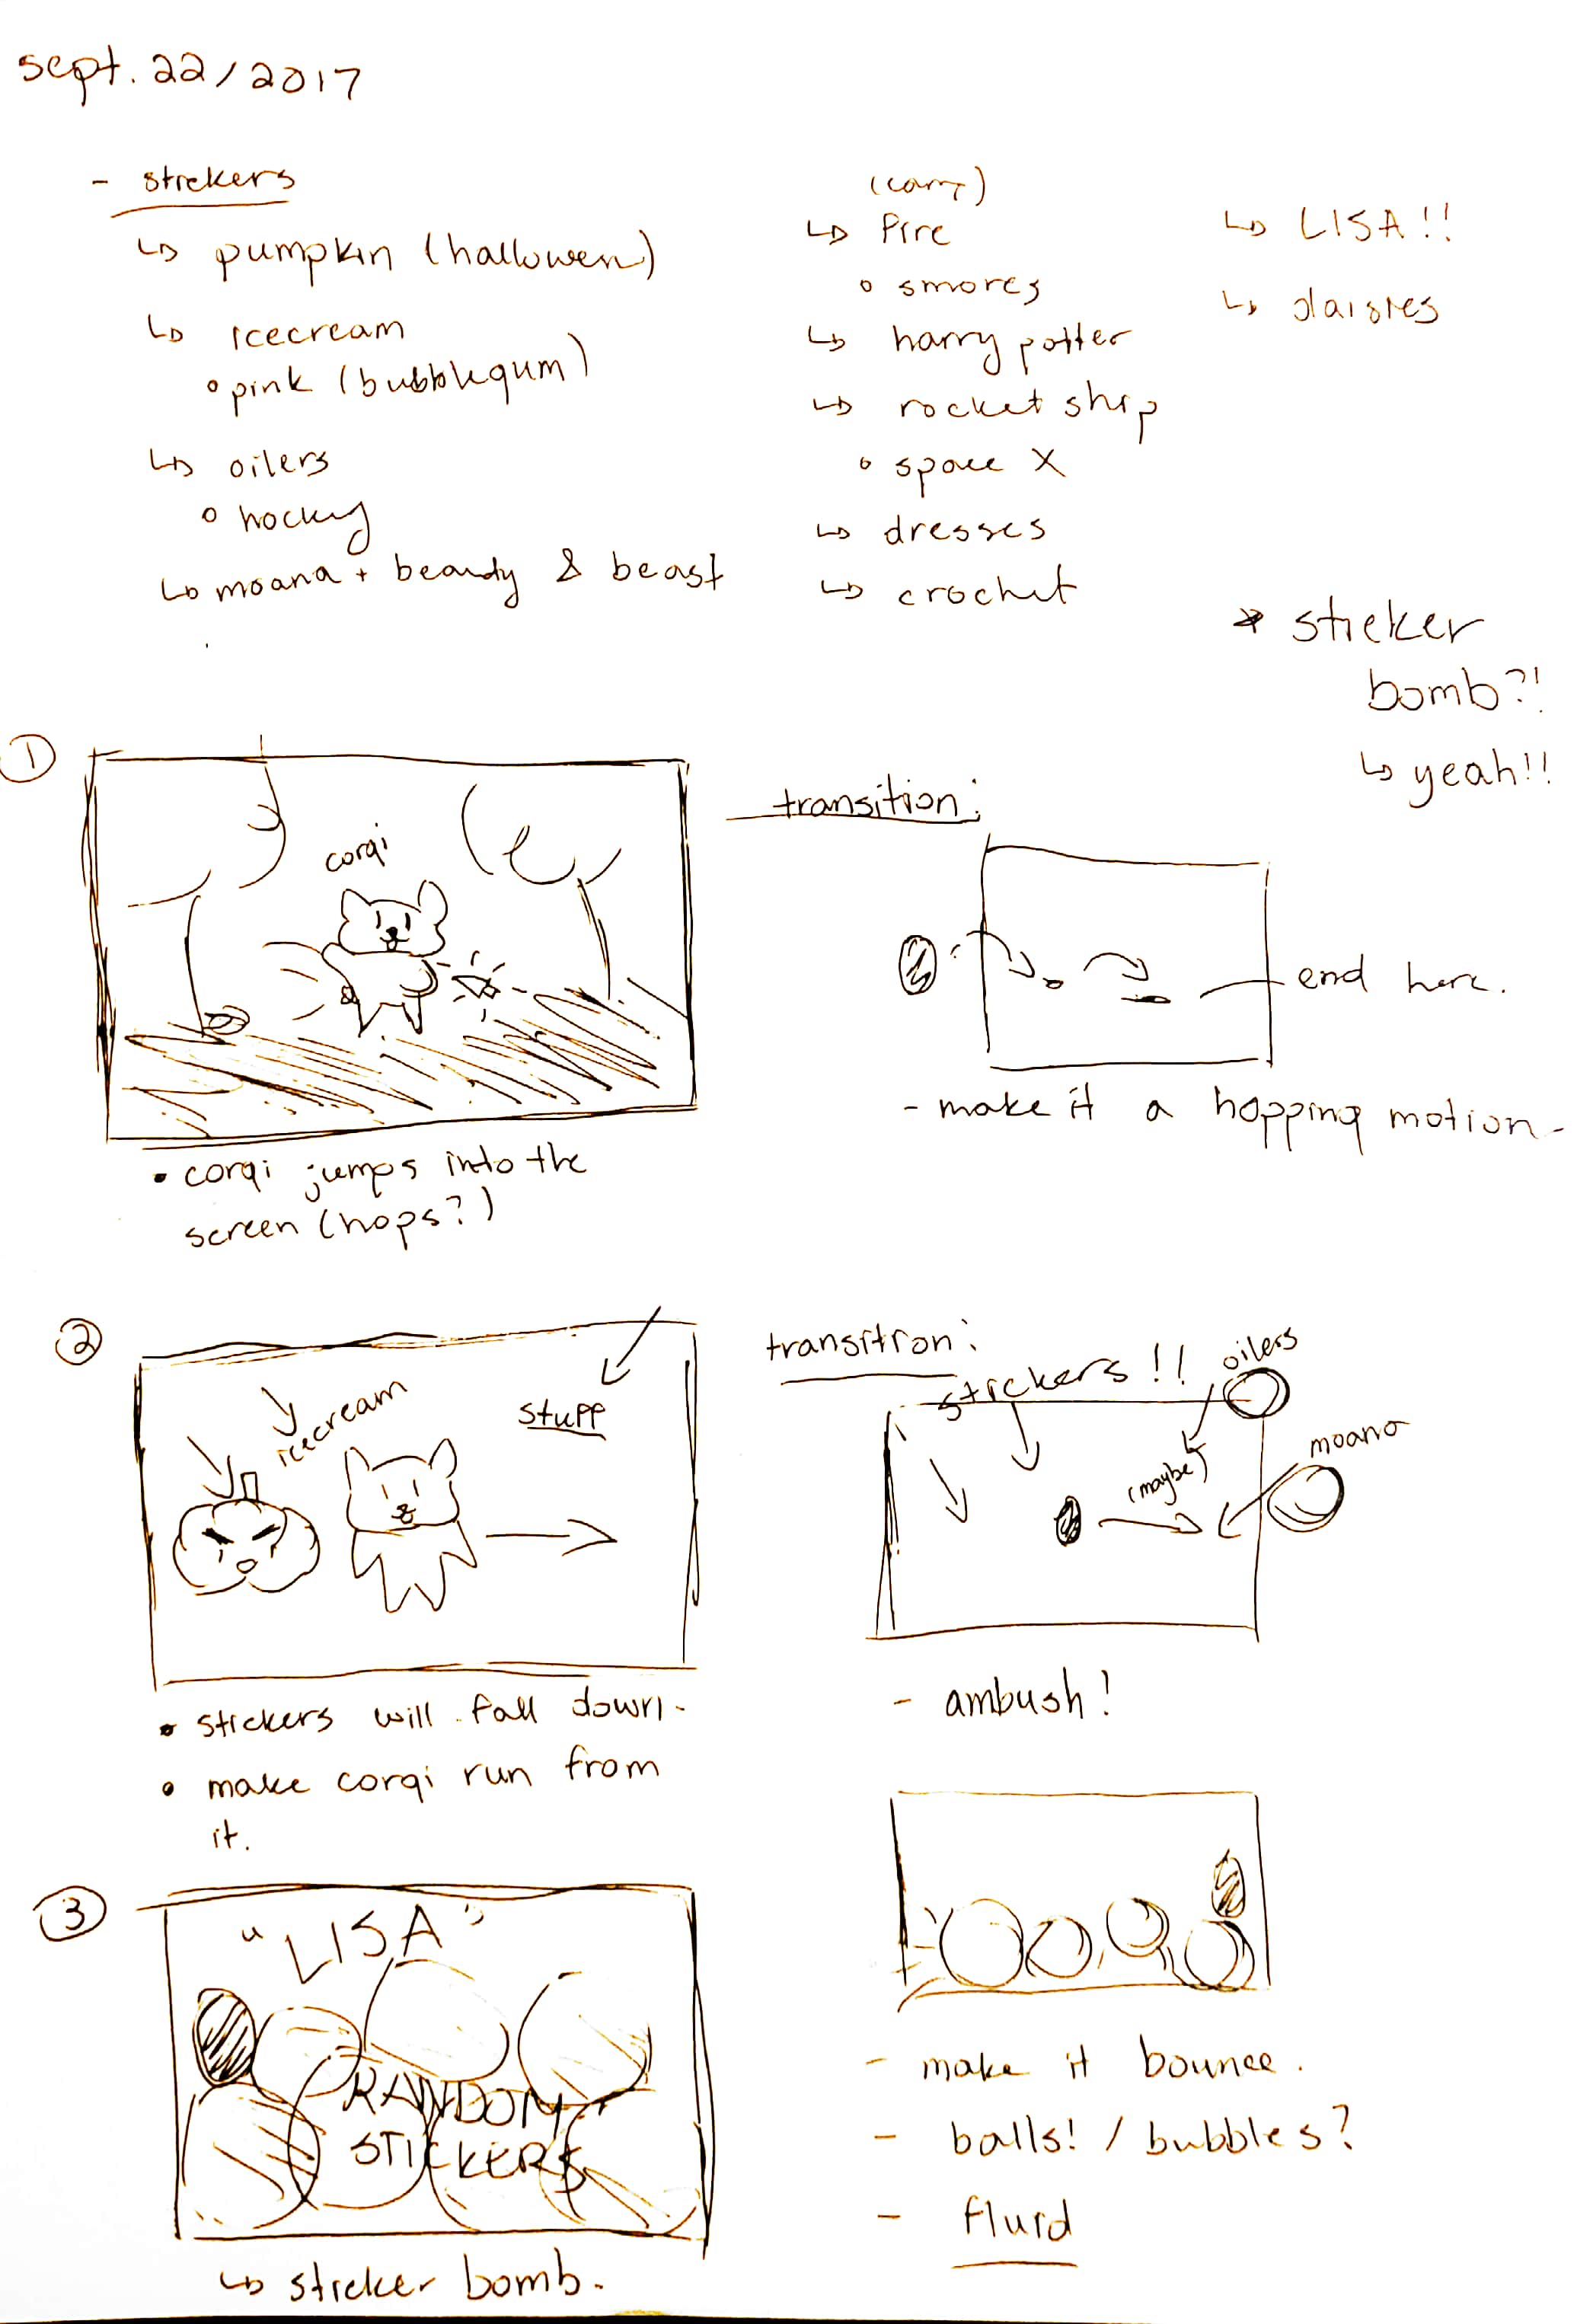 sept. 22/2017
- stickers
↳ pumpkin (hallowen)
↳ icecream
∘ pink (bubblegum)
↳ oilers
∘ hocky
↳ moana + beauty & beast
↳ fire
∘ smores
↳ harry potter
↳ rocket ship
∘ space X
↳ dresses
↳ crochet
↳ LISA!!
↳ daisies
* sticker
bomb?!
↳ yeah!!
①
corgi
• corgi jumps into the
screen (hops?)
transition:
end here.
- make it a hopping motion-
②
icecream
stuff
• stickers will fall down.
• make corgi run from
it.
transition:
stickers!!
oilers
moana
(maybe)
- ambush!
③
"LISA"
RANDOM
STICKERS
↳ sticker bomb.
- make it bounce.
- balls! / bubbles?
- fluid